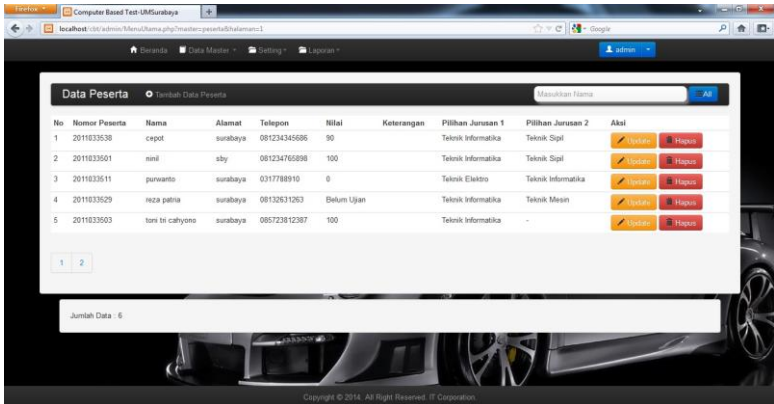 Firefox
Computer Based Test-UMSurabaya
localhost/cbt/admin/MenuUtama.php?master=peserta&halaman=1
Google
Beranda Data Master Setting Laporan admin
Data Peserta Tambah Data Peserta Masukkan Nama All
No Nomor Peserta Nama Alamat Telepon Nilai Keterangan Pilihan Jurusan 1 Pilihan Jurusan 2 Aksi
1 2011033538 cepot surabaya 081234345686 90 Teknik Informatika Teknik Sipil Update Hapus
2 2011033501 ninil sby 081234765898 100 Teknik Informatika Teknik Sipil Update Hapus
3 2011033511 purwanto surabaya 0317788910 0 Teknik Elektro Teknik Informatika Update Hapus
4 2011033529 reza patria surabaya 08132631263 Belum Ujian Teknik Informatika Teknik Mesin Update Hapus
5 2011033503 toni tri cahyono surabaya 085723812387 100 Teknik Informatika - Update Hapus
1 2
Jumlah Data : 6
Copyright © 2014. All Right Reserved. IT Corporation